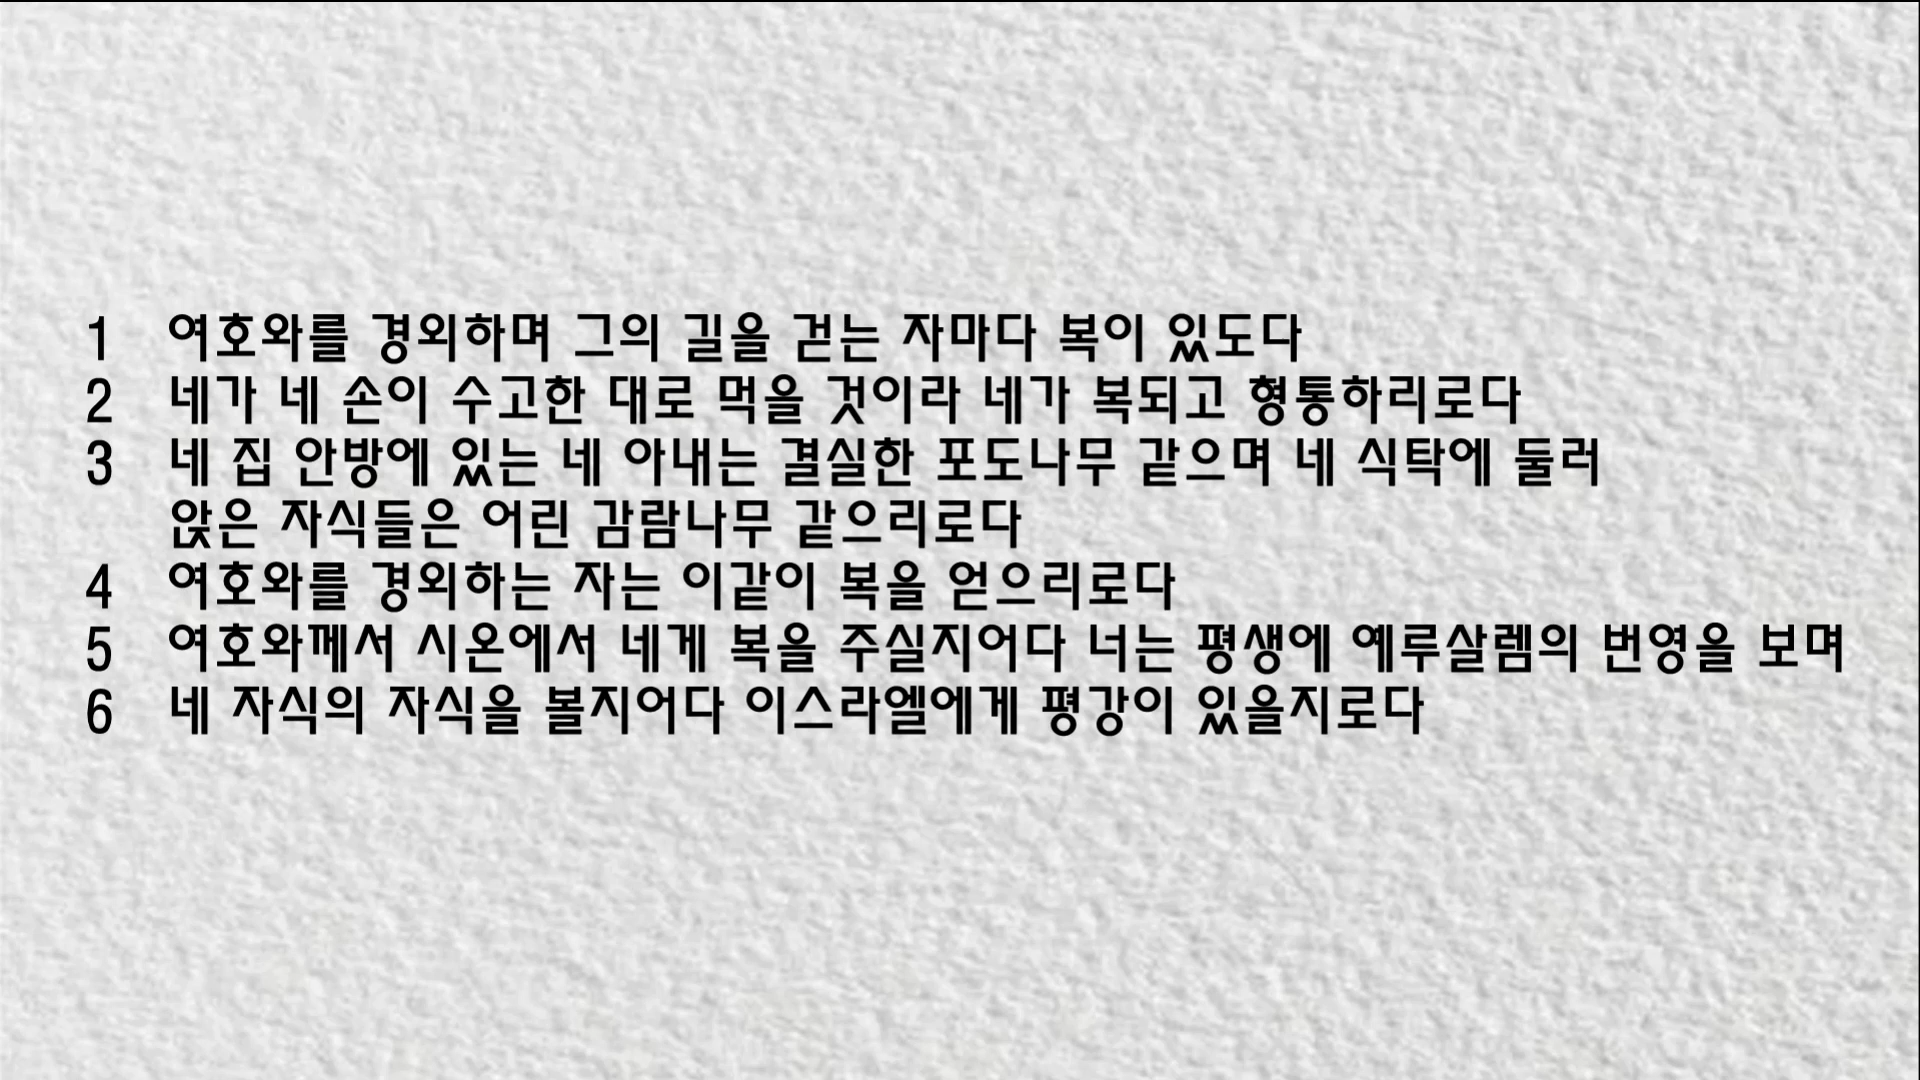 1 여호와를 경외하며 그의 길을 걷는 자마다 복이 있도다
2 네가 네 손이 수고한 대로 먹을 것이라 네가 복되고 형통하리로다
3 네 집 안방에 있는 네 아내는 결실한 포도나무 같으며 네 식탁에 둘러
앉은 자식들은 어린 감람나무 같으리로다
4 여호와를 경외하는 자는 이같이 복을 얻으리로다
5 여호와께서 시온에서 네게 복을 주실지어다 너는 평생에 예루살렘의 번영을 보며
6 네 자식의 자식을 볼지어다 이스라엘에게 평강이 있을지로다